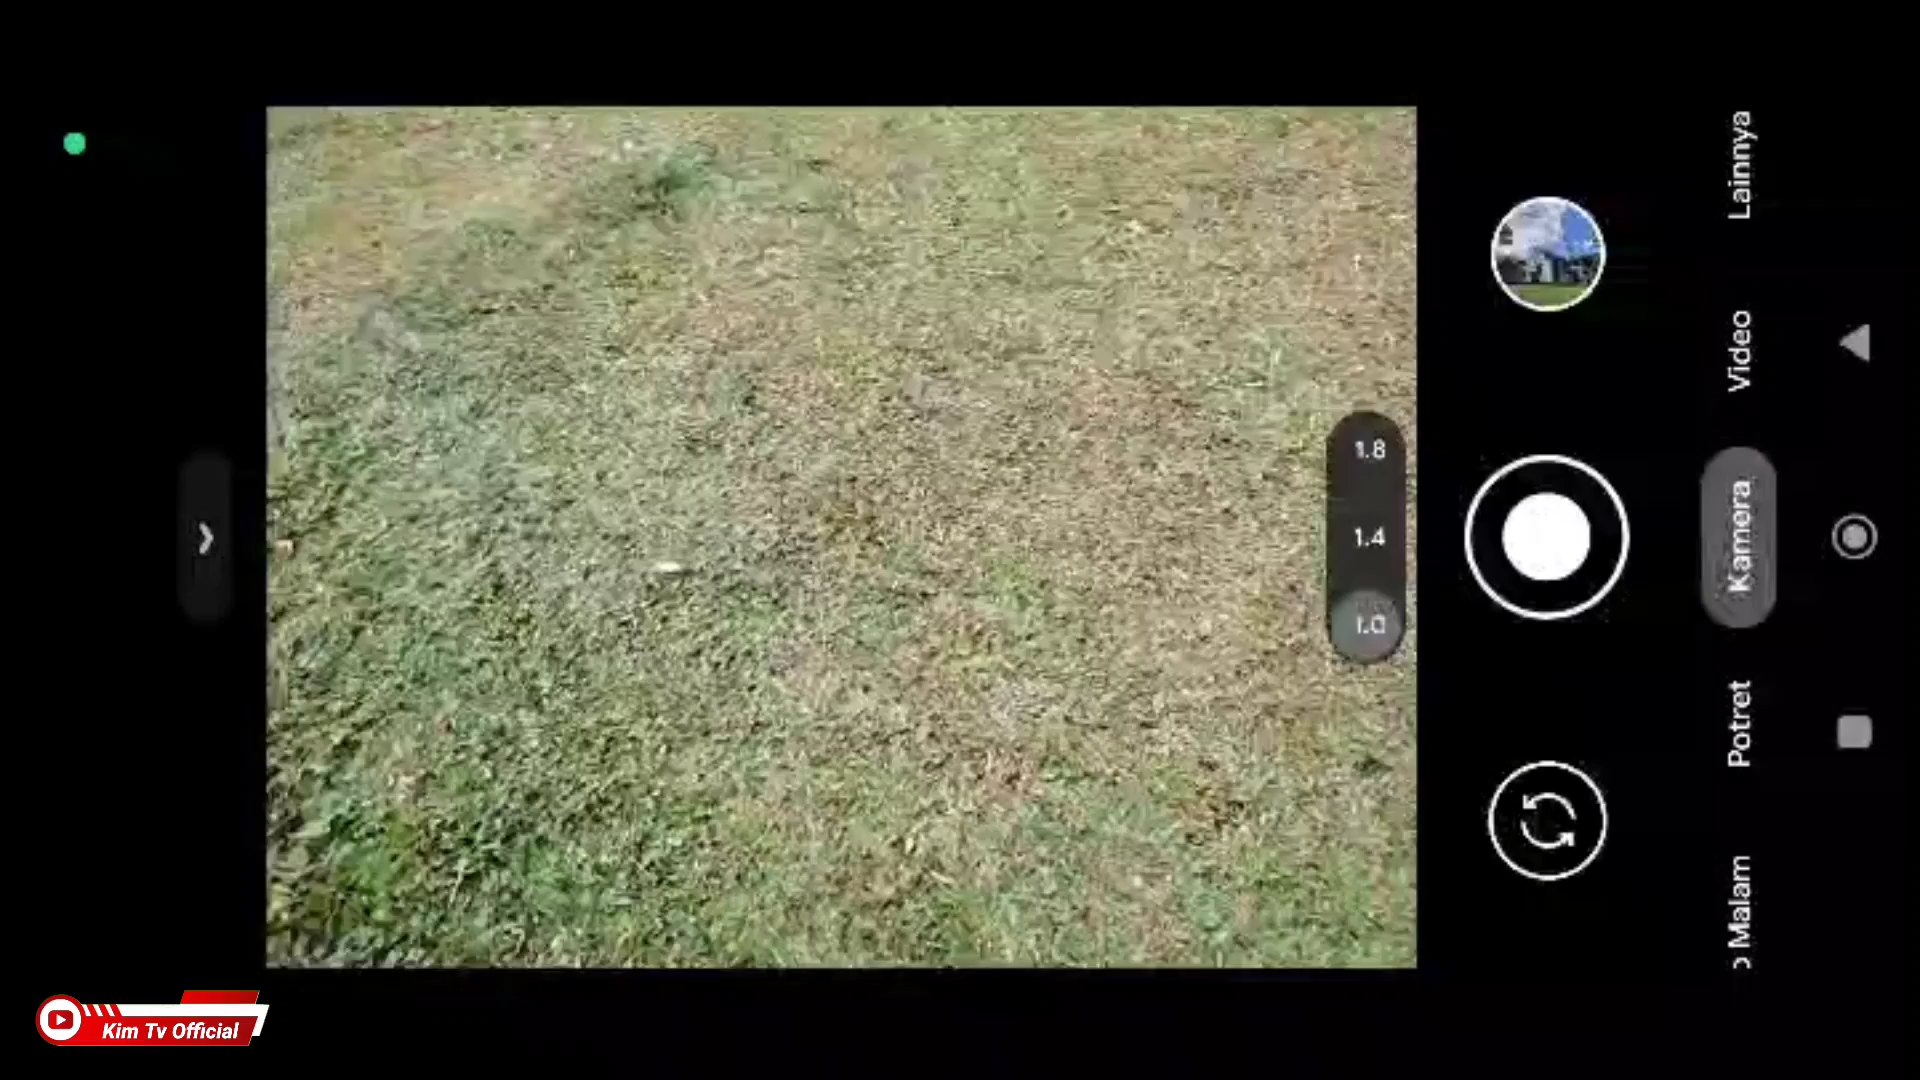 Lainnya
Video
Kamera
Potret
o Malam
1.8
1.4
1.0
Kim Tv Official